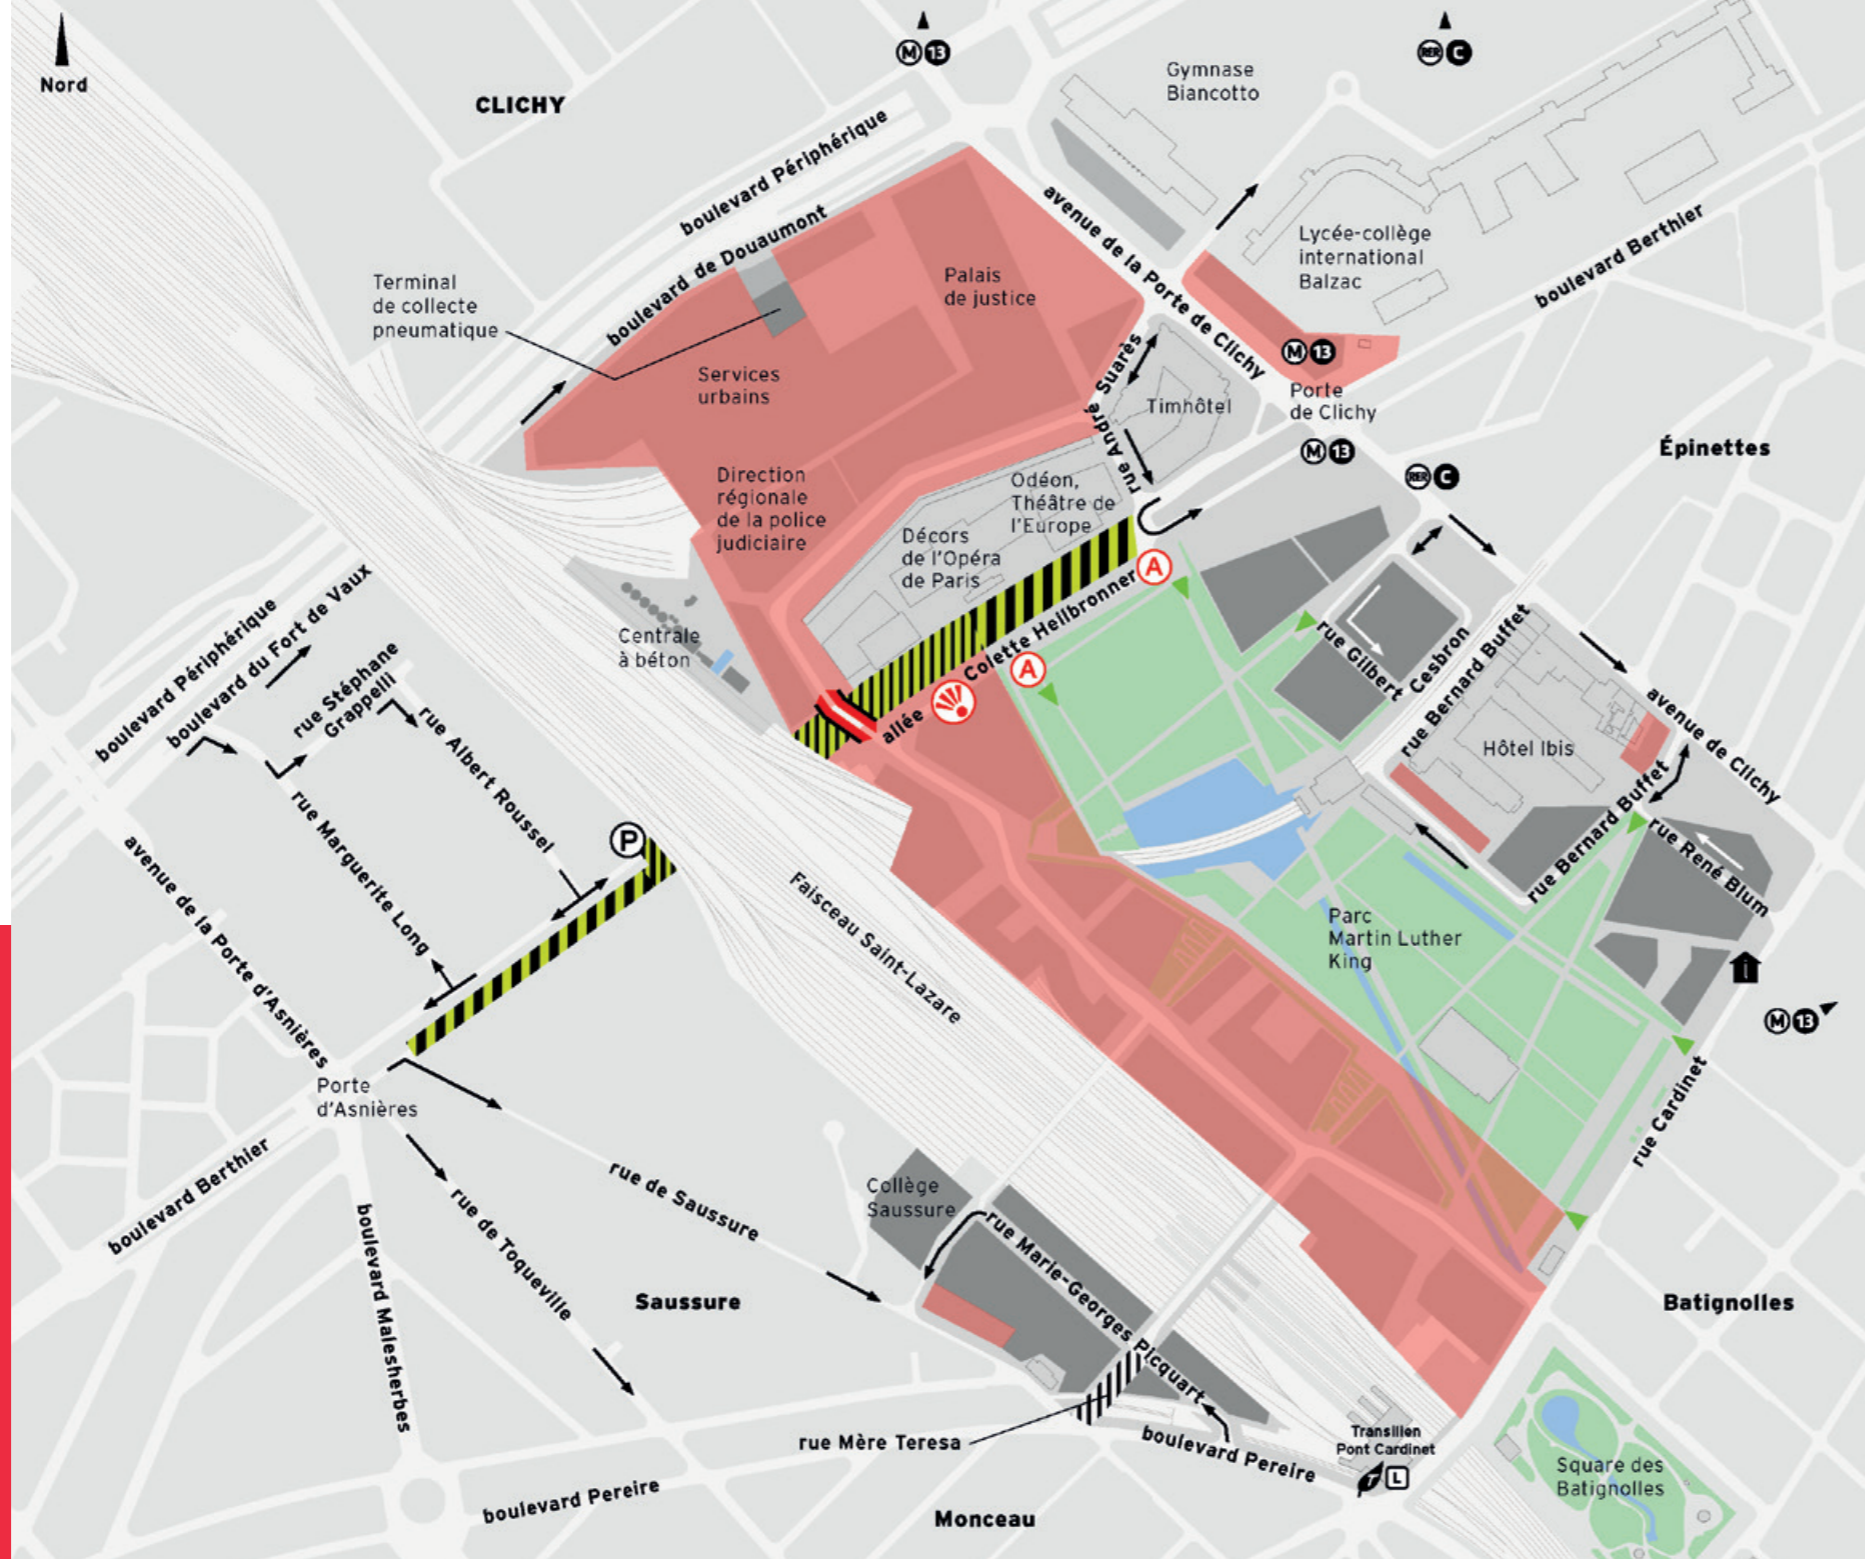 Nord
CLICHY
M 13
RER C
Gymnase
Biancotto
boulevard Périphérique
boulevard de Douaumont
avenue de la Porte de Clichy
Lycée-collège
international
Balzac
boulevard Berthier
Terminal
de collecte
pneumatique
Palais
de justice
Services
urbains
rue André Suarès
Timhôtel
M 13
Porte
de Clichy
M 13
RER C
Épinettes
Direction
régionale
de la police
judiciaire
Odéon,
Théâtre de
l'Europe
Décors
de l'Opéra
de Paris
A
allée Colette Heilbronner
A
Centrale
à béton
rue Gilbert
Cesbron
rue Bernard Buffet
boulevard Périphérique
boulevard du Fort de Vaux
rue Stéphane
Grappelli
rue Albert Roussel
rue Marguerite Long
P
avenue de la Porte d'Asnières
Hôtel Ibis
avenue de Clichy
rue Bernard Buffet
rue René Blum
Parc
Martin Luther
King
i
M 13
Faisceau Saint-Lazare
Porte
d'Asnières
rue Cardinet
boulevard Berthier
boulevard Malesherbes
rue de Toqueville
rue de Saussure
Collège
Saussure
rue Marie-Georges Picquart
Saussure
Batignolles
rue Mère Teresa
boulevard Pereire
Transilien
Pont Cardinet
T L
Square des
Batignolles
boulevard Pereire
Monceau